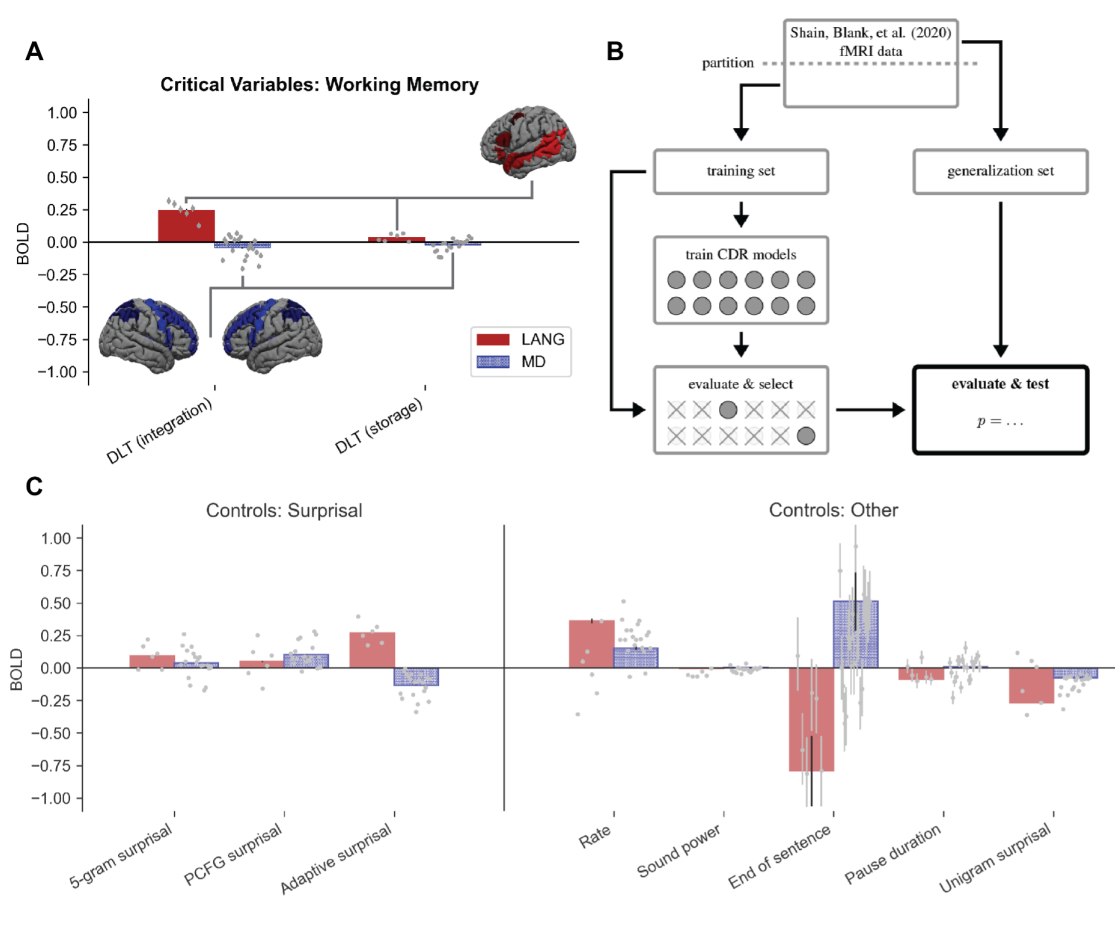 A
Critical Variables: Working Memory
1.00
0.75
0.50
0.25
0.00
−0.25
−0.50
−0.75
−1.00
BOLD
LANG
MD
DLT (integration)
DLT (storage)
B
Shain, Blank, et al. (2020)
fMRI data
partition
training set
generalization set
train CDR models
evaluate & select
evaluate & test
p = ...
C
Controls: Surprisal
Controls: Other
1.00
0.75
0.50
0.25
0.00
−0.25
−0.50
−0.75
−1.00
BOLD
5-gram surprisal
PCFG surprisal
Adaptive surprisal
Rate
Sound power
End of sentence
Pause duration
Unigram surprisal